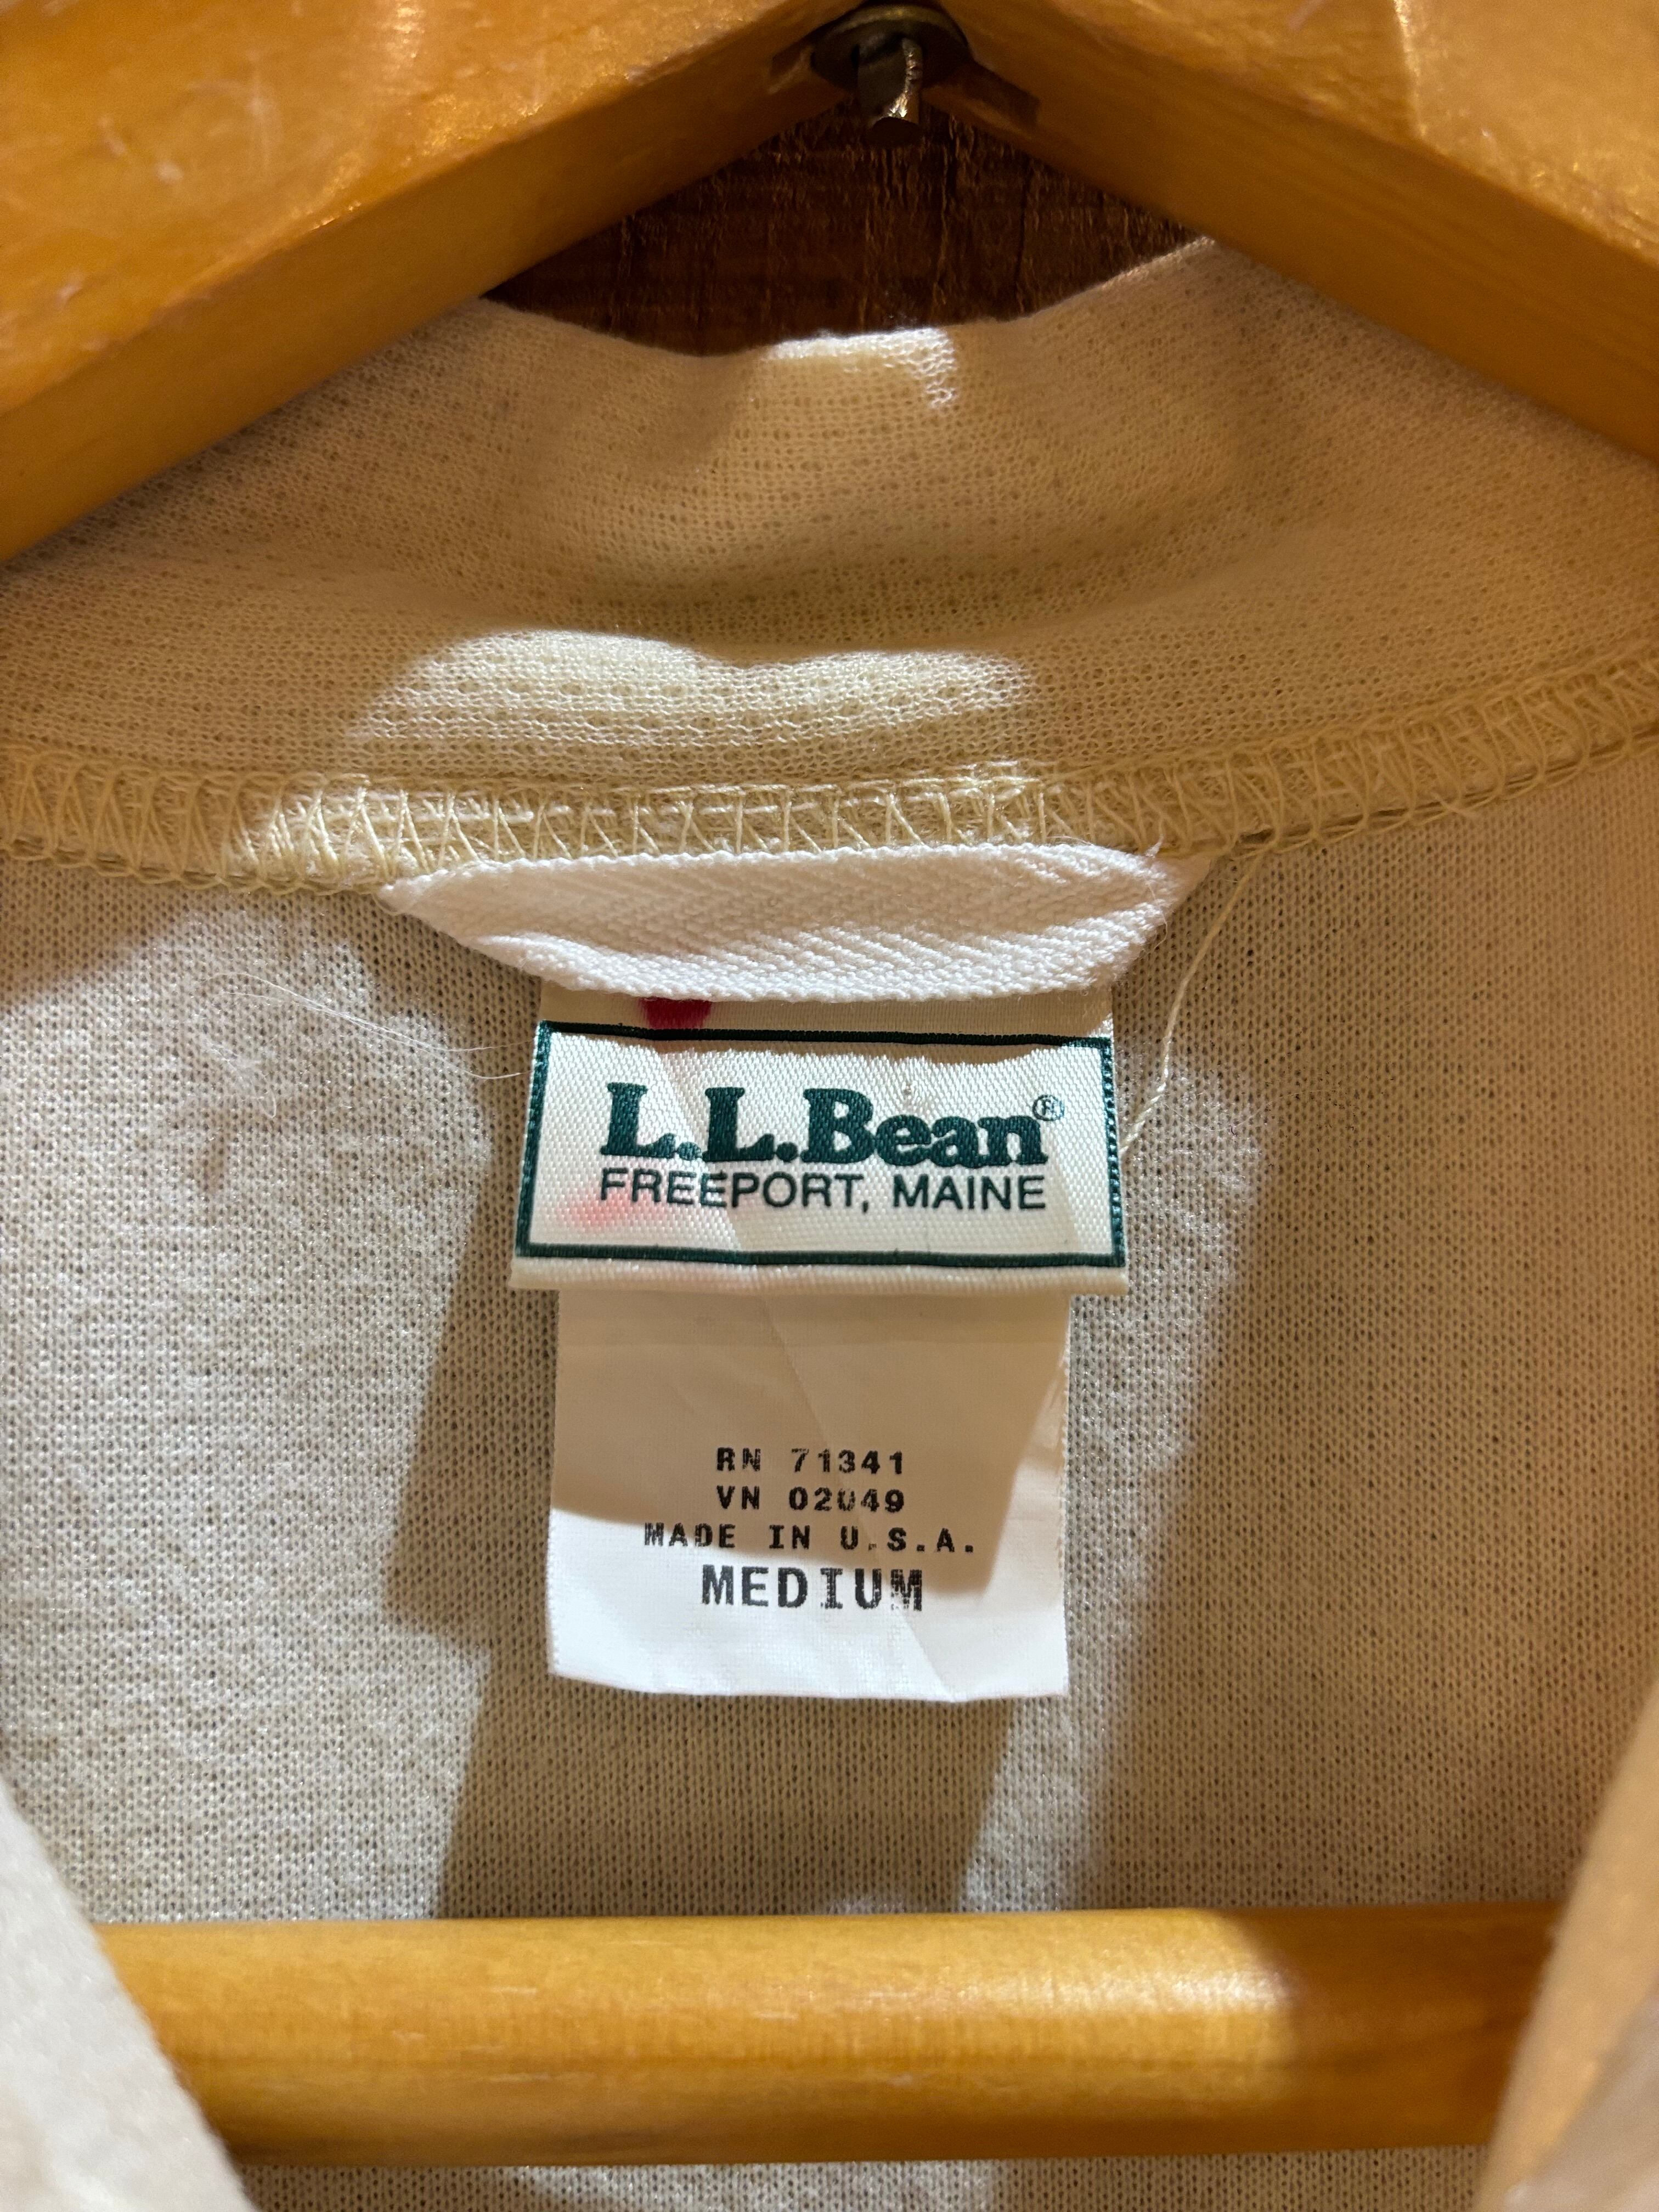 L.L.Bean®
FREEPORT, MAINE
RN 71341
VN 02049
MADE IN U.S.A.
MEDIUM